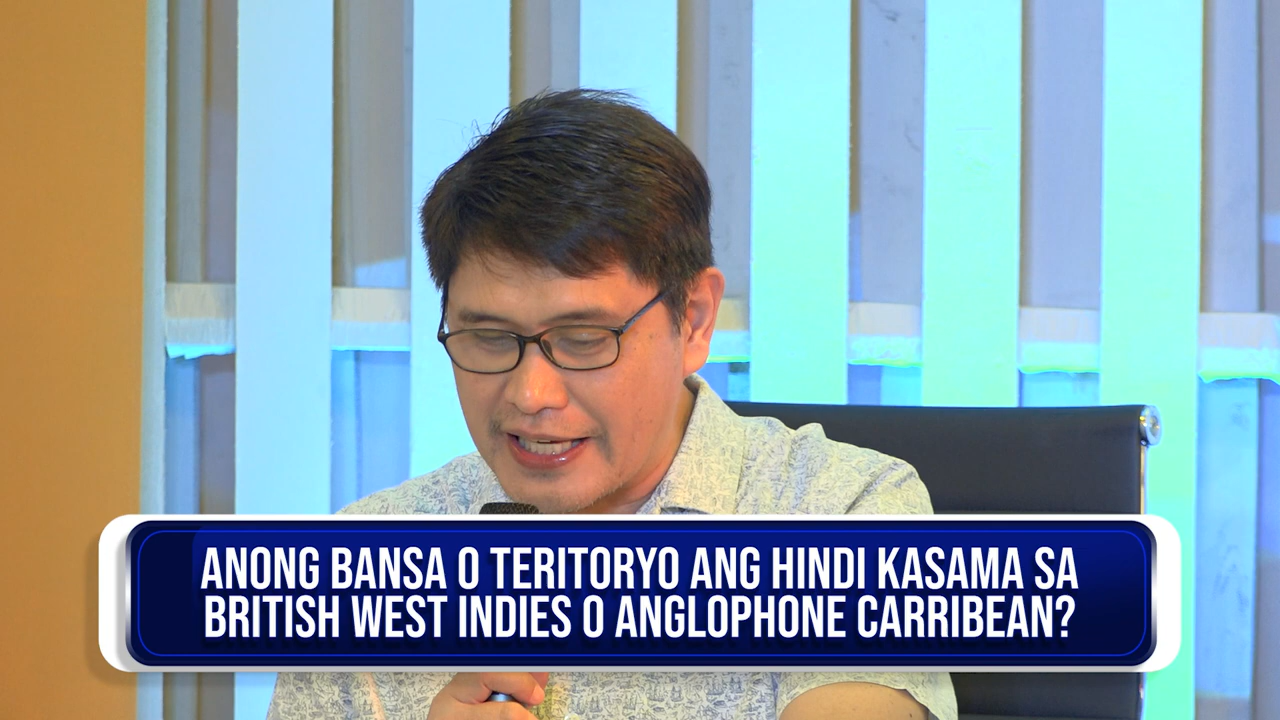 ANONG BANSA O TERITORYO ANG HINDI KASAMA SA
BRITISH WEST INDIES O ANGLOPHONE CARRIBEAN?